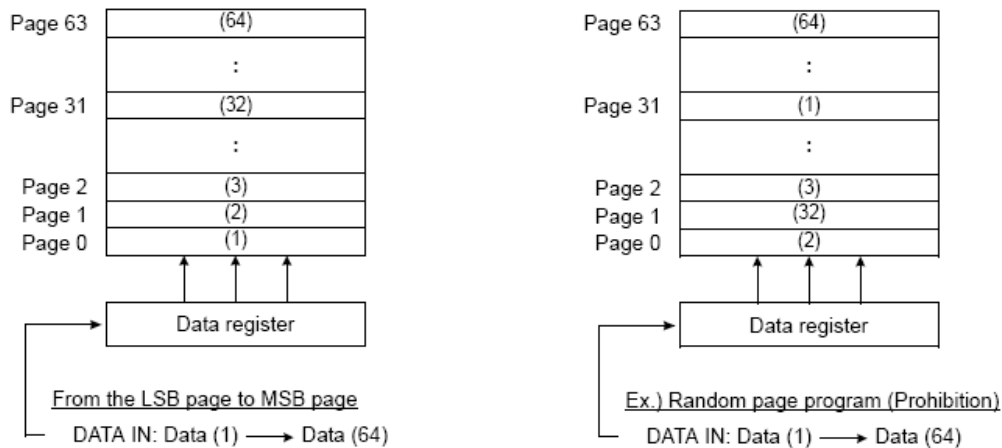 Page 63 (64)
:
Page 31 (32)
:
Page 2 (3)
Page 1 (2)
Page 0 (1)
Data register
From the LSB page to MSB page
DATA IN: Data (1) → Data (64)
Page 63 (64)
:
Page 31 (1)
:
Page 2 (3)
Page 1 (32)
Page 0 (2)
Data register
Ex.) Random page program (Prohibition)
DATA IN: Data (1) → Data (64)